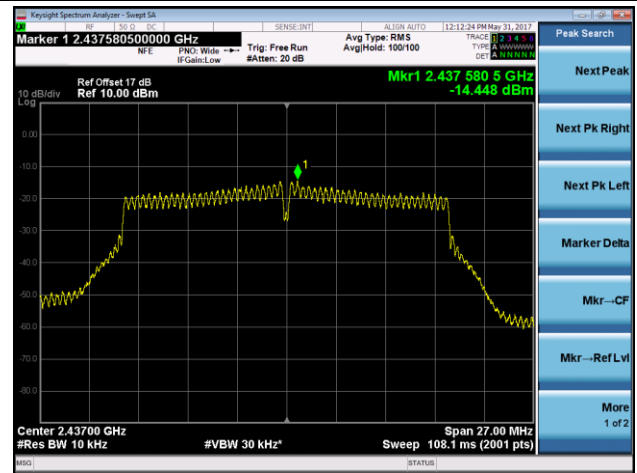 Keysight Spectrum Analyzer - Swept SA
RF 50 Ω DC SENSE:INT ALIGN AUTO 12:12:24 PM May 31, 2017
Marker 1 2.437580500000 GHz
NFE PNO: Wide
IFGain:Low
Trig: Free Run
#Atten: 20 dB
Avg Type: RMS
Avg|Hold: 100/100
TRACE 1 2 3 4 5 6
TYPE A WWWWW
DET A N N N N N
Peak Search
Next Peak
Next Pk Right
Next Pk Left
Marker Delta
Mkr→CF
Mkr→Ref Lvl
More
1 of 2
Ref Offset 17 dB
10 dB/div Ref 10.00 dBm
Log
Mkr1 2.437 580 5 GHz
-14.448 dBm
0.00
-10.0
-20.0
-30.0
-40.0
-50.0
-60.0
-70.0
-80.0
1
Center 2.43700 GHz Span 27.00 MHz
#Res BW 10 kHz #VBW 30 kHz* Sweep 108.1 ms (2001 pts)
MSG STATUS